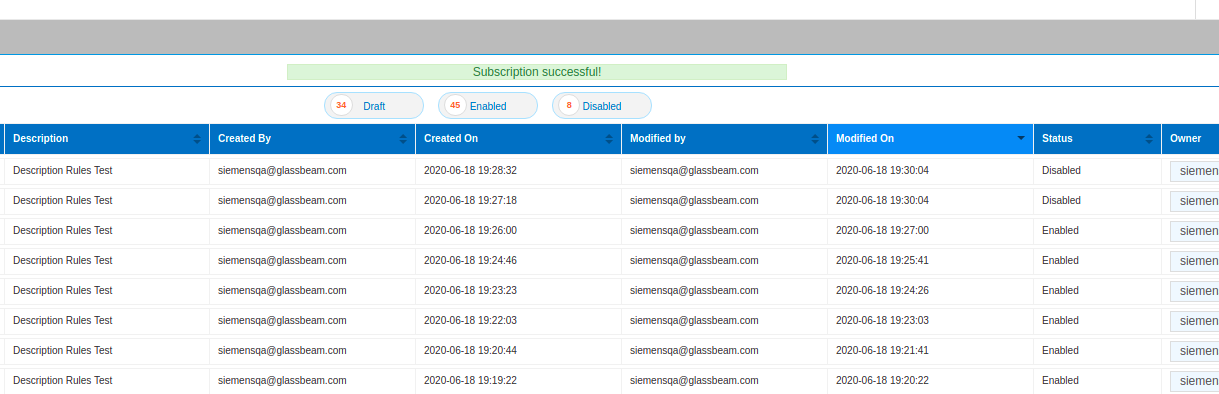 Subscription successful!
34 Draft 45 Enabled 8 Disabled
Description Created By Created On Modified by Modified On Status Owner
Description Rules Test siemensqa@glassbeam.com 2020-06-18 19:28:32 siemensqa@glassbeam.com 2020-06-18 19:30:04 Disabled siemen
Description Rules Test siemensqa@glassbeam.com 2020-06-18 19:27:18 siemensqa@glassbeam.com 2020-06-18 19:30:04 Disabled siemen
Description Rules Test siemensqa@glassbeam.com 2020-06-18 19:26:00 siemensqa@glassbeam.com 2020-06-18 19:27:00 Enabled siemen
Description Rules Test siemensqa@glassbeam.com 2020-06-18 19:24:46 siemensqa@glassbeam.com 2020-06-18 19:25:41 Enabled siemen
Description Rules Test siemensqa@glassbeam.com 2020-06-18 19:23:23 siemensqa@glassbeam.com 2020-06-18 19:24:26 Enabled siemen
Description Rules Test siemensqa@glassbeam.com 2020-06-18 19:22:03 siemensqa@glassbeam.com 2020-06-18 19:23:03 Enabled siemen
Description Rules Test siemensqa@glassbeam.com 2020-06-18 19:20:44 siemensqa@glassbeam.com 2020-06-18 19:21:41 Enabled siemen
Description Rules Test siemensqa@glassbeam.com 2020-06-18 19:19:22 siemensqa@glassbeam.com 2020-06-18 19:20:22 Enabled siemen